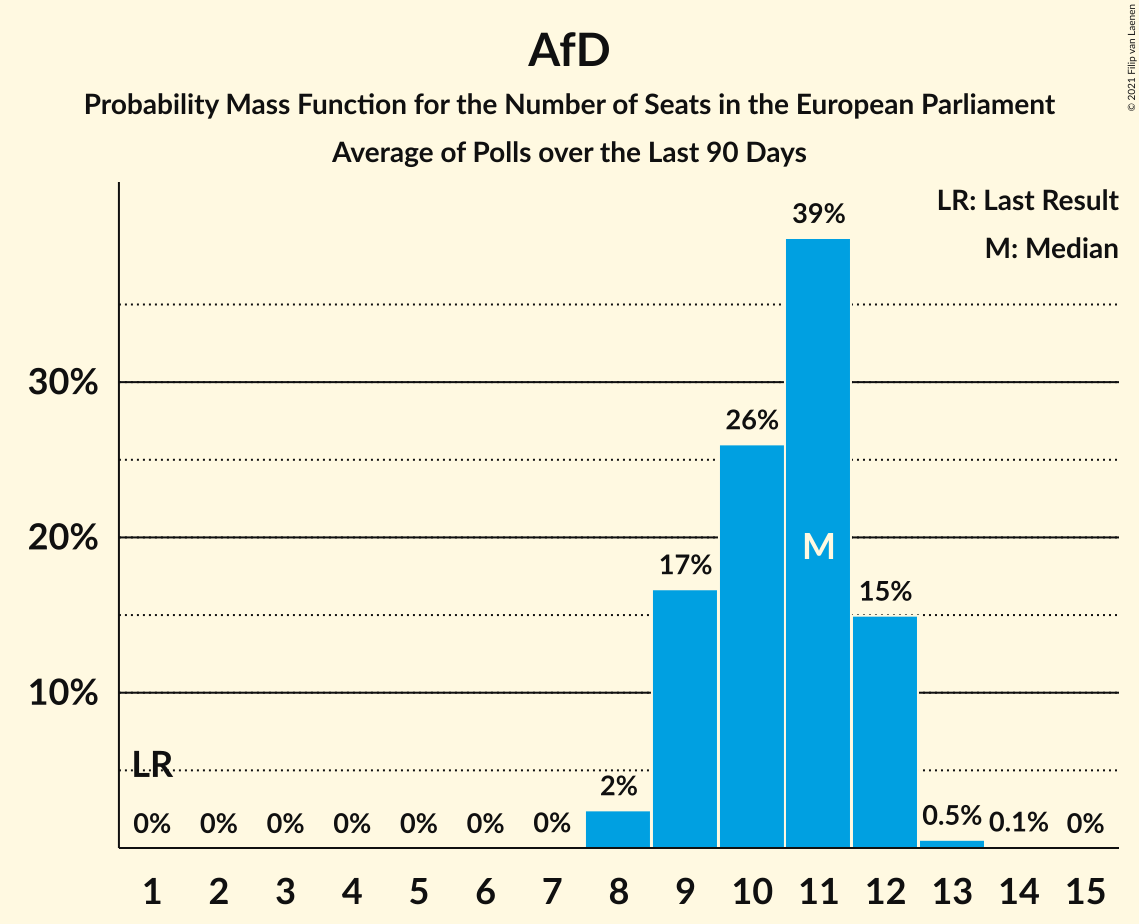 AfD
Probability Mass Function for the Number of Seats in the European Parliament
Average of Polls over the Last 90 Days
© 2021 Filip van Laenen
LR: Last Result
M: Median
39%
30%
26%
20%
M
17%
15%
10%
LR
2%
0% 0% 0% 0% 0% 0% 0% 0.5% 0.1% 0%
1 2 3 4 5 6 7 8 9 10 11 12 13 14 15